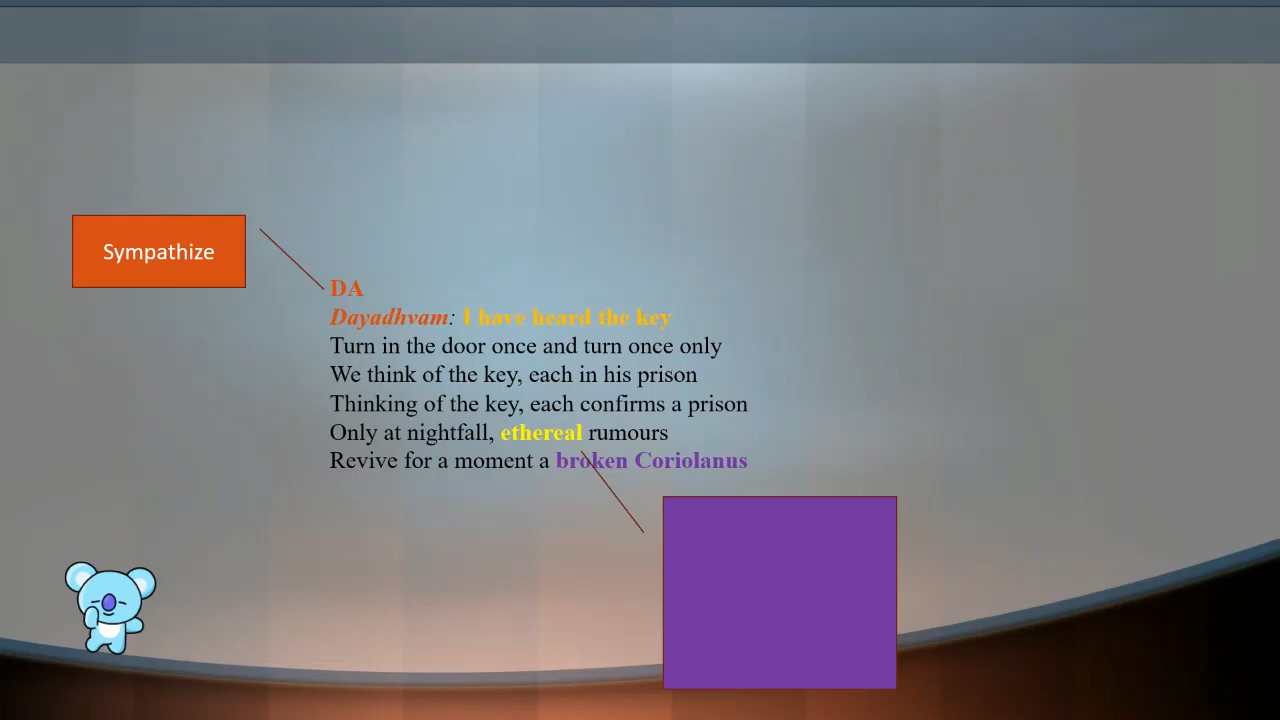 Sympathize
DA
Dayadhvam: I have heard the key
Turn in the door once and turn once only
We think of the key, each in his prison
Thinking of the key, each confirms a prison
Only at nightfall, ethereal rumours
Revive for a moment a broken Coriolanus